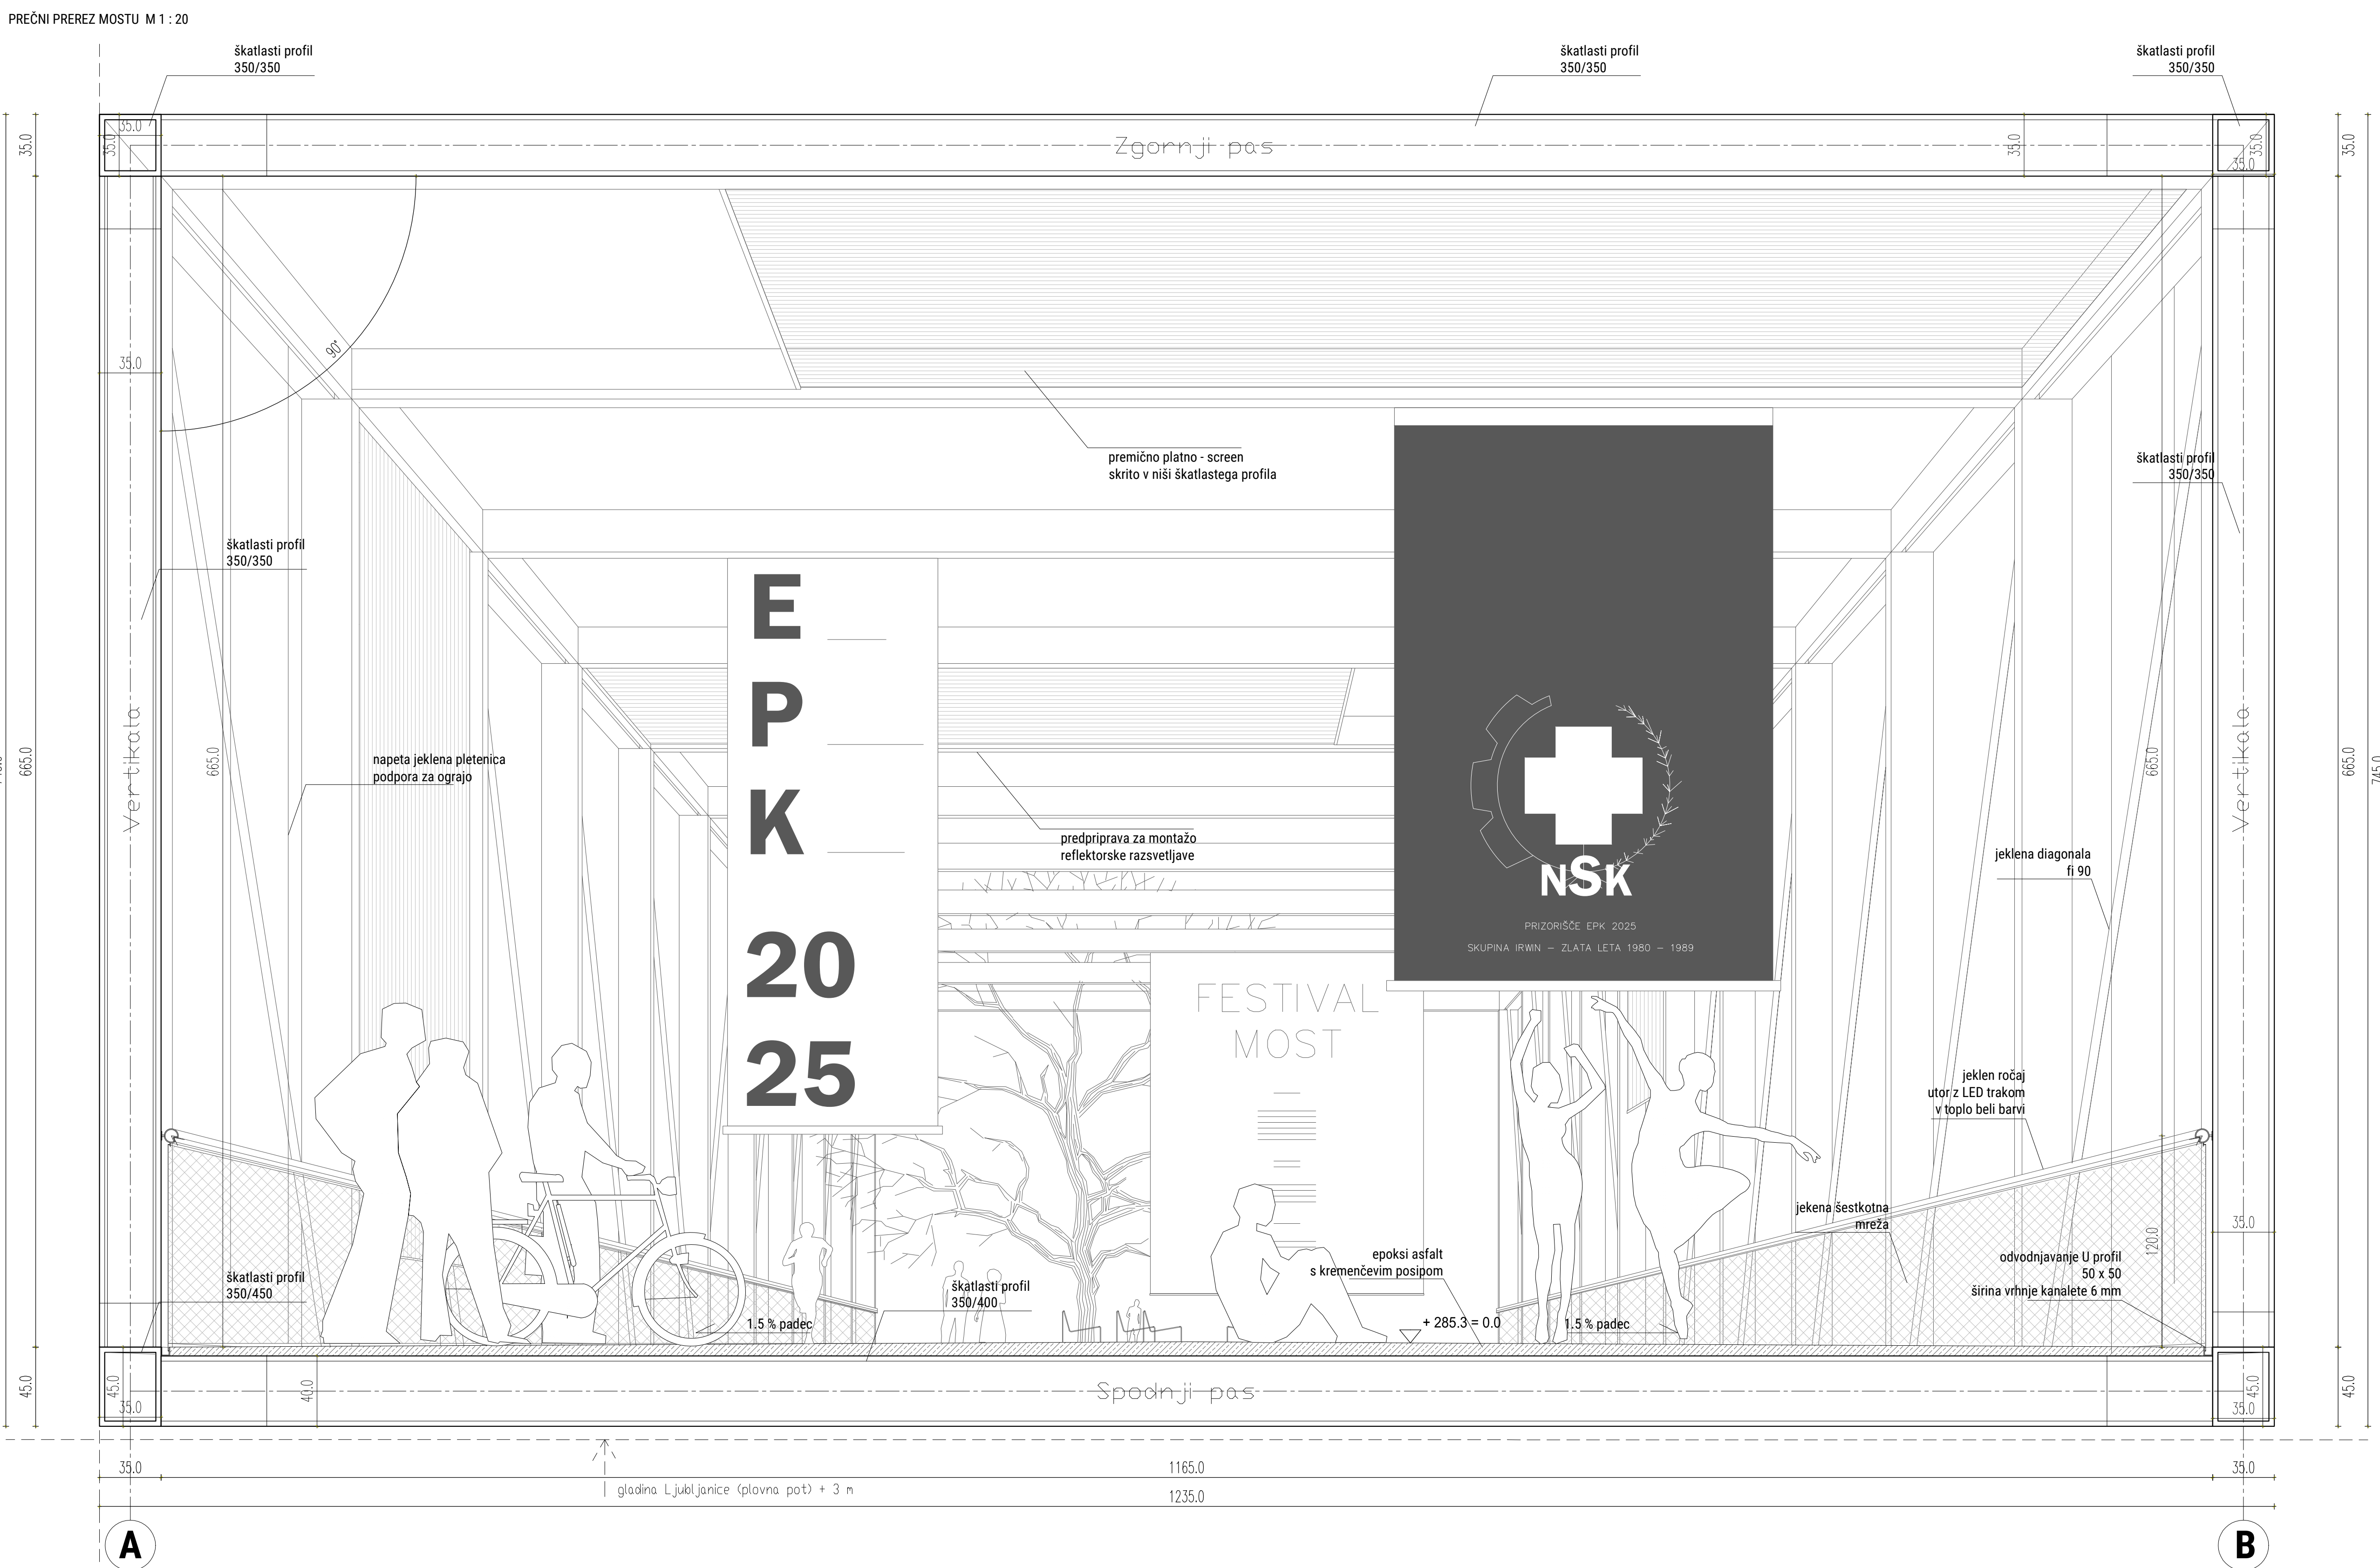 PREČNI PREREZ MOSTU M 1 : 20
škatlasti profil
350/350
škatlasti profil
350/350
škatlasti profil
350/350
35.0
35.0
35.0
Zgornji pas
35.0
35.0
35.0
35.0
90°
35.0
premično platno - screen
skrito v niši škatlastega profila
škatlasti profil
350/350
škatlasti profil
350/350
E
P
K
20
25
665.0
Vertikala
665.0
napeta jeklena pletenica
podpora za ograjo
predpriprava za montažo
reflektorske razsvetljave
NSK
PRIZORIŠČE EPK 2025
SKUPINA IRWIN – ZLATA LETA 1980 – 1989
665.0
Vertikala
665.0
745.0
jeklena diagonala
fi 90
FESTIVAL
MOST
jeklen ročaj
utor z LED trakom
v toplo beli barvi
jekena šestkotna
mreža
35.0
120.0
epoksi asfalt
s kremenčevim posipom
odvodnjavanje U profil
50 x 50
širina vrhnje kanalete 6 mm
škatlasti profil
350/450
škatlasti profil
350/400
1.5 % padec
+ 285.3 = 0.0
1.5 % padec
45.0
45.0
35.0
40.0
Spodnji pas
45.0
35.0
45.0
35.0
1165.0
35.0
gladina Ljubljanice (plovna pot) + 3 m
1235.0
A
B